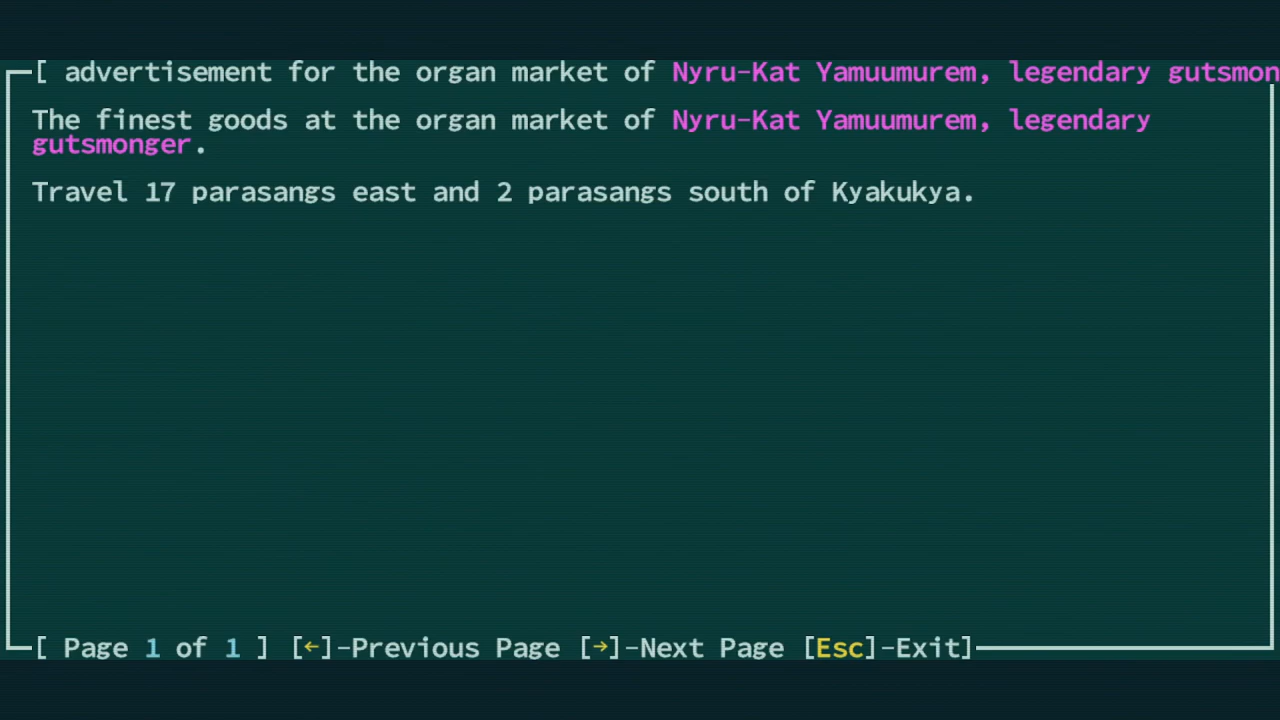 [ advertisement for the organ market of Nyru-Kat Yamuumurem, legendary gutsmon
The finest goods at the organ market of Nyru-Kat Yamuumurem, legendary
gutsmonger.
Travel 17 parasangs east and 2 parasangs south of Kyakukya.
[ Page 1 of 1 ] [←]-Previous Page [→]-Next Page [Esc]-Exit]